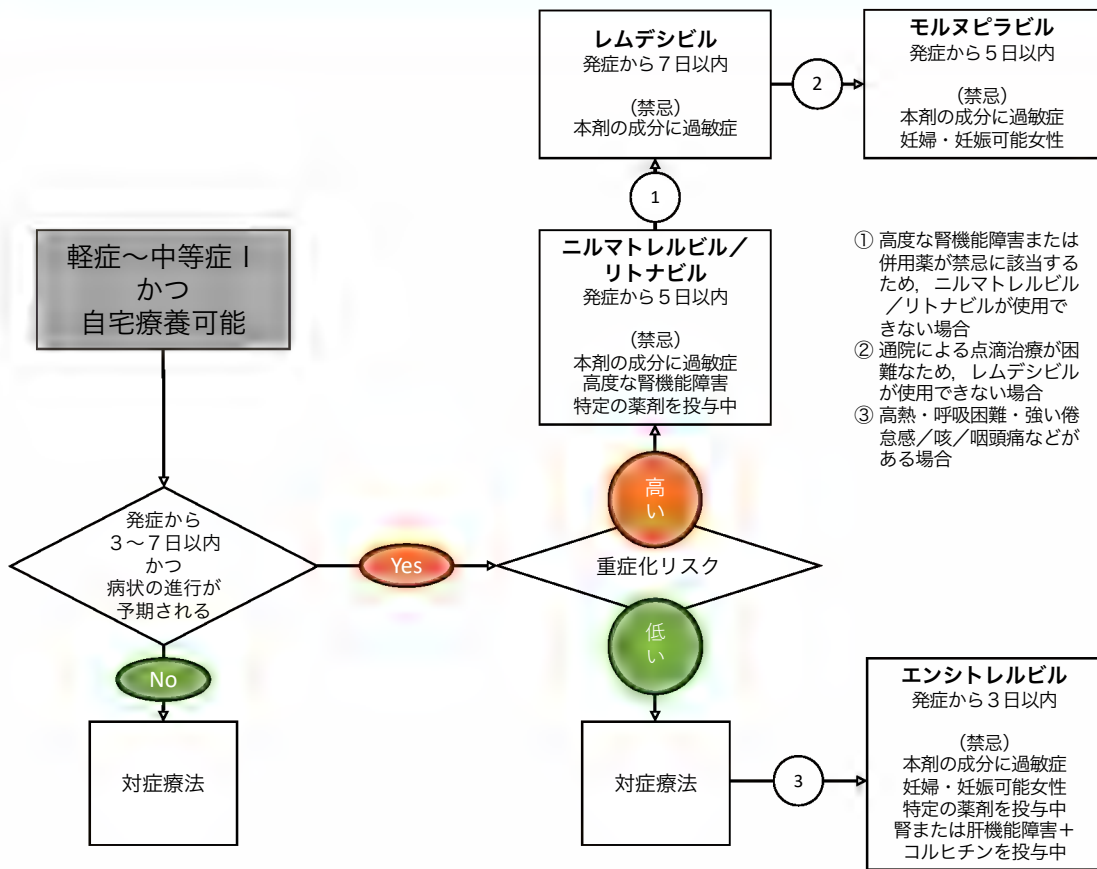 レムデシビル
発症から7日以内
（禁忌）
本剤の成分に過敏症
2
モルヌピラビル
発症から5日以内
（禁忌）
本剤の成分に過敏症
妊婦・妊娠可能女性
1
軽症～中等症Ⅰ
かつ
自宅療養可能
ニルマトレルビル／
リトナビル
発症から5日以内
（禁忌）
本剤の成分に過敏症
高度な腎機能障害
特定の薬剤を投与中
① 高度な腎機能障害または
併用薬が禁忌に該当する
ため，ニルマトレルビル
／リトナビルが使用で
きない場合
② 通院による点滴治療が困
難なため，レムデシビル
が使用できない場合
③ 高熱・呼吸困難・強い倦
怠感／咳／咽頭痛などが
ある場合
発症から
3～7日以内
かつ
病状の進行が
予期される
Yes
高
い
重症化リスク
低
い
No
対症療法
対症療法
3
エンシトレルビル
発症から3日以内
（禁忌）
本剤の成分に過敏症
妊婦・妊娠可能女性
特定の薬剤を投与中
腎または肝機能障害＋
コルヒチンを投与中